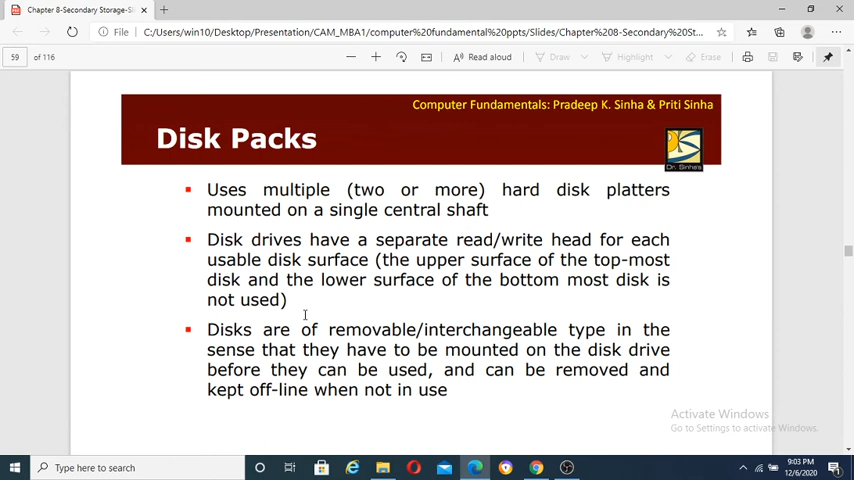 Chapter 8-Secondary Storage-S
File
C:/Users/win10/Desktop/Presentation/CAM_MBA1/computer%20fundamental%20ppts/Slides/Chapter%208-Secondary%20St...
59 of 116
Read aloud
Draw
Highlight
Erase
Computer Fundamentals: Pradeep K. Sinha & Priti Sinha
Disk Packs
Dr. Sinha's
Uses multiple (two or more) hard disk platters
mounted on a single central shaft
Disk drives have a separate read/write head for each
usable disk surface (the upper surface of the top-most
disk and the lower surface of the bottom most disk is
not used)
Disks are of removable/interchangeable type in the
sense that they have to be mounted on the disk drive
before they can be used, and can be removed and
kept off-line when not in use
Activate Windows
Go to Settings to activate Windows.
Type here to search
9:03 PM
12/6/2020